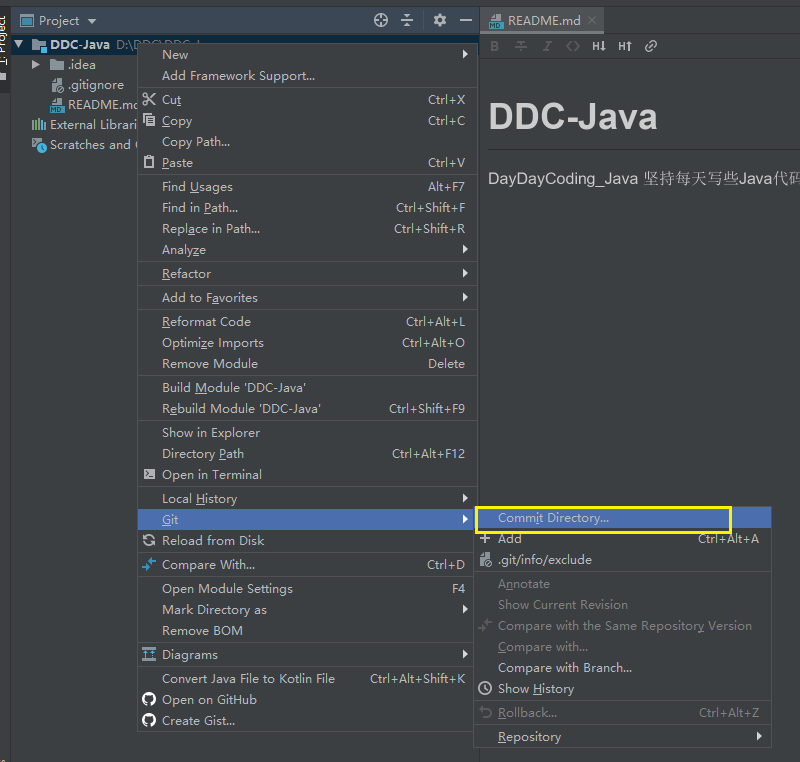 Project
README.md
1: Project
DDC-Java
.idea
New
Add Framework Support...
.gitignore
Cut Ctrl+X
README.md
Copy Ctrl+C
DDC-Java
External Librari
Copy Path...
Scratches and
Paste Ctrl+V
DayDayCoding_Java 坚持每天写些Java代码
Find Usages Alt+F7
Find in Path... Ctrl+Shift+F
Replace in Path... Ctrl+Shift+R
Analyze
Refactor
Add to Favorites
Reformat Code Ctrl+Alt+L
Optimize Imports Ctrl+Alt+O
Remove Module Delete
Build Module 'DDC-Java'
Rebuild Module 'DDC-Java' Ctrl+Shift+F9
Show in Explorer
Directory Path Ctrl+Alt+F12
Open in Terminal
Local History
Git
Reload from Disk
Compare With... Ctrl+D
Open Module Settings F4
Mark Directory as
Remove BOM
Diagrams
Convert Java File to Kotlin File Ctrl+Alt+Shift+K
Open on GitHub
Create Gist...
Commit Directory...
Add Ctrl+Alt+A
.git/info/exclude
Annotate
Show Current Revision
Compare with the Same Repository Version
Compare with...
Compare with Branch...
Show History
Rollback... Ctrl+Alt+Z
Repository